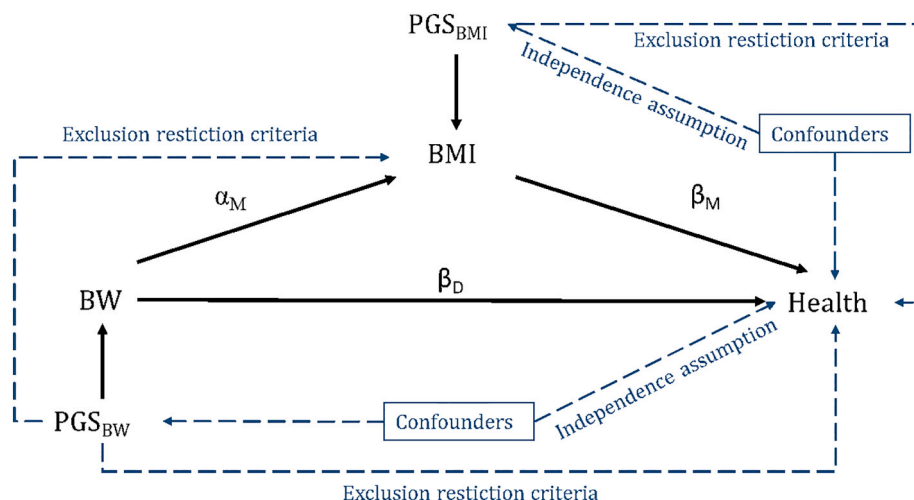 PGS_BMI
Exclusion restiction criteria
Independence assumption
Confounders
Exclusion restiction criteria
BMI
α_M
β_M
β_D
BW
Health
Independence assumption
PGS_BW
Confounders
Exclusion restiction criteria